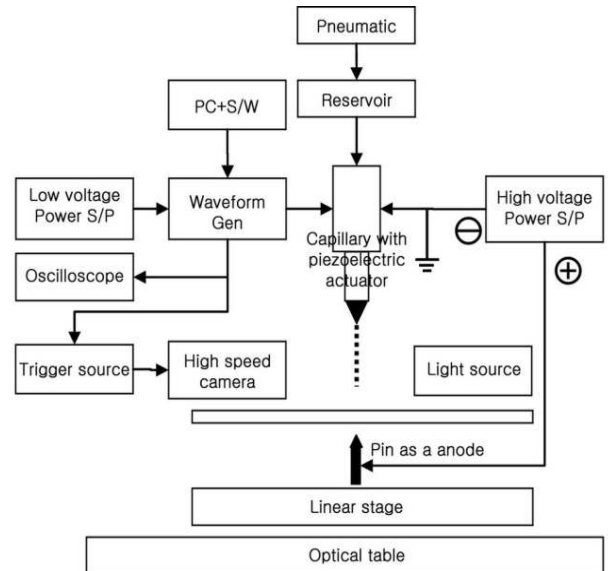 Pneumatic
PC+S/W
Reservoir
Low voltage
Power S/P
Waveform
Gen
High voltage
Power S/P
Capillary with
piezoelectric
actuator
⊖
⊕
Oscilloscope
Trigger source
High speed
camera
Light source
Pin as a anode
Linear stage
Optical table